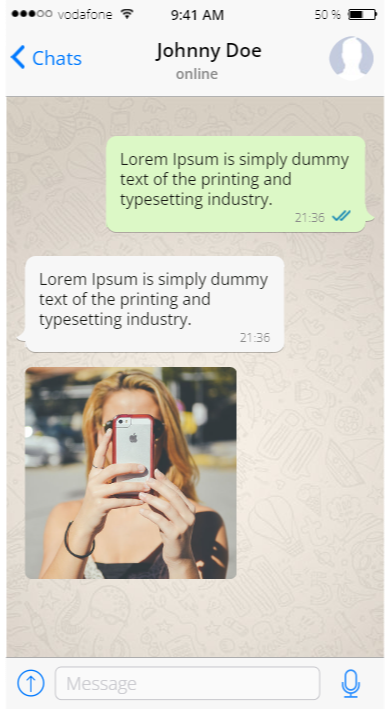 vodafone 9:41 AM 50 %
Chats Johnny Doe
online
Lorem Ipsum is simply dummy
text of the printing and
typesetting industry.
21:36
Lorem Ipsum is simply dummy
text of the printing and
typesetting industry.
21:36
Message